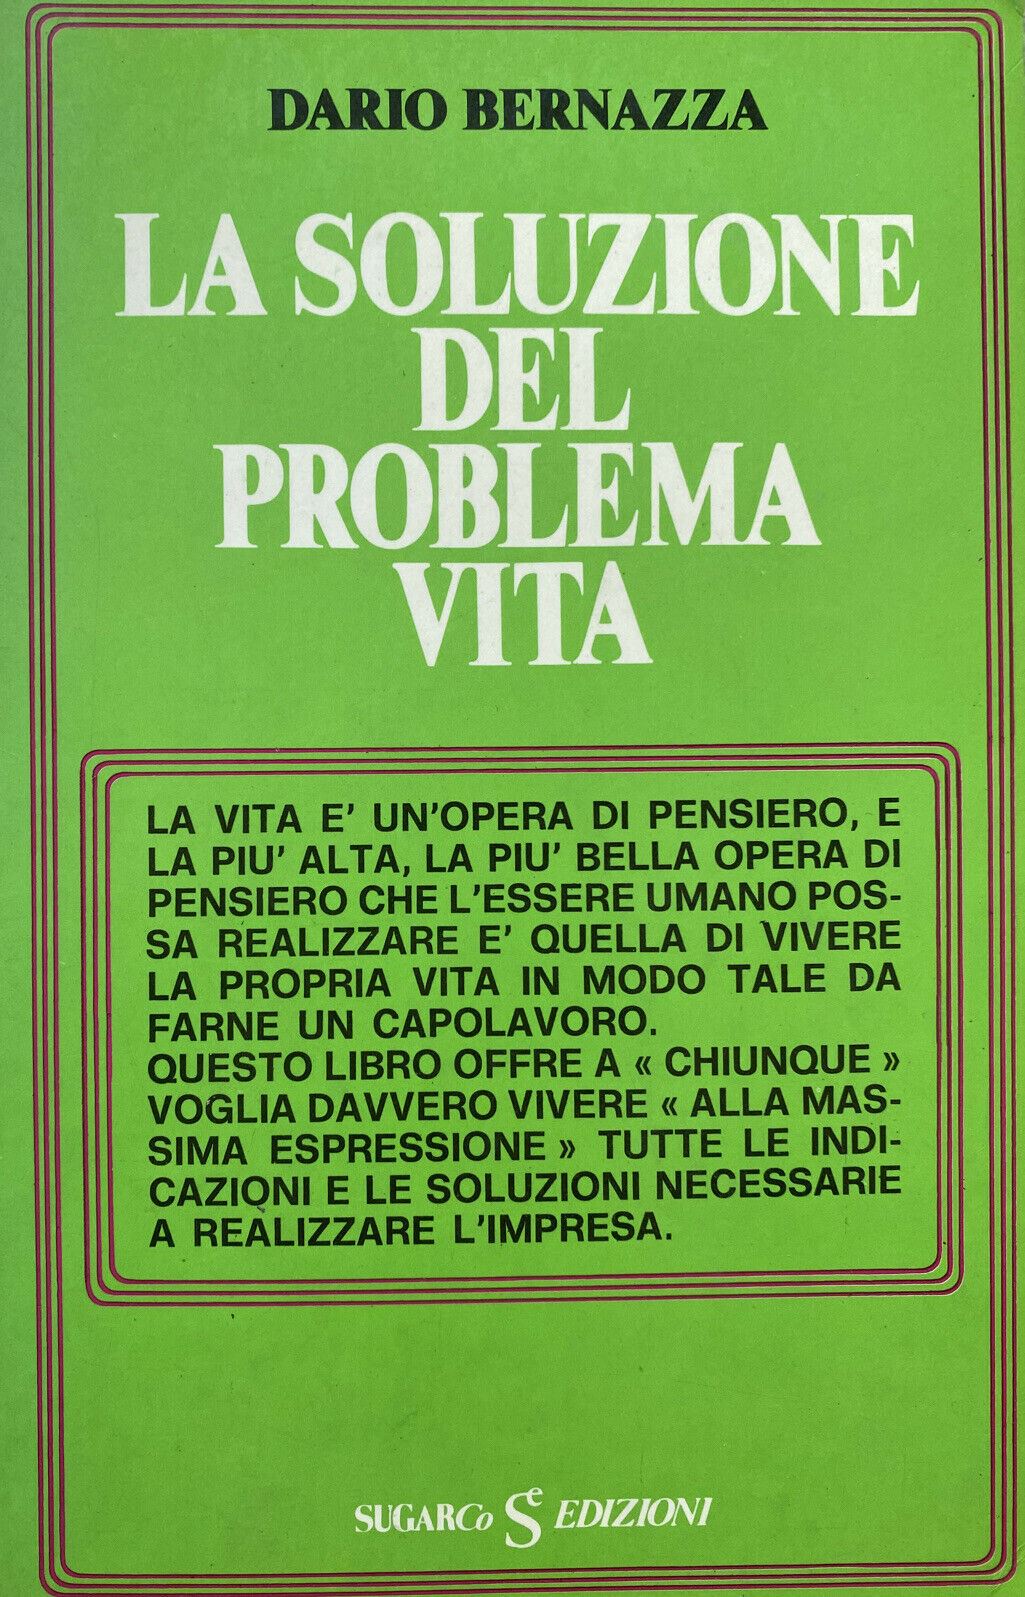 DARIO BERNAZZA
LA SOLUZIONE
DEL
PROBLEMA
VITA
LA VITA E' UN'OPERA DI PENSIERO, E
LA PIU' ALTA, LA PIU' BELLA OPERA DI
PENSIERO CHE L'ESSERE UMANO POS-
SA REALIZZARE E' QUELLA DI VIVERE
LA PROPRIA VITA IN MODO TALE DA
FARNE UN CAPOLAVORO.
QUESTO LIBRO OFFRE A « CHIUNQUE »
VOGLIA DAVVERO VIVERE « ALLA MAS-
SIMA ESPRESSIONE » TUTTE LE INDI-
CAZIONI E LE SOLUZIONI NECESSARIE
A REALIZZARE L'IMPRESA.
SUGARCo Se EDIZIONI